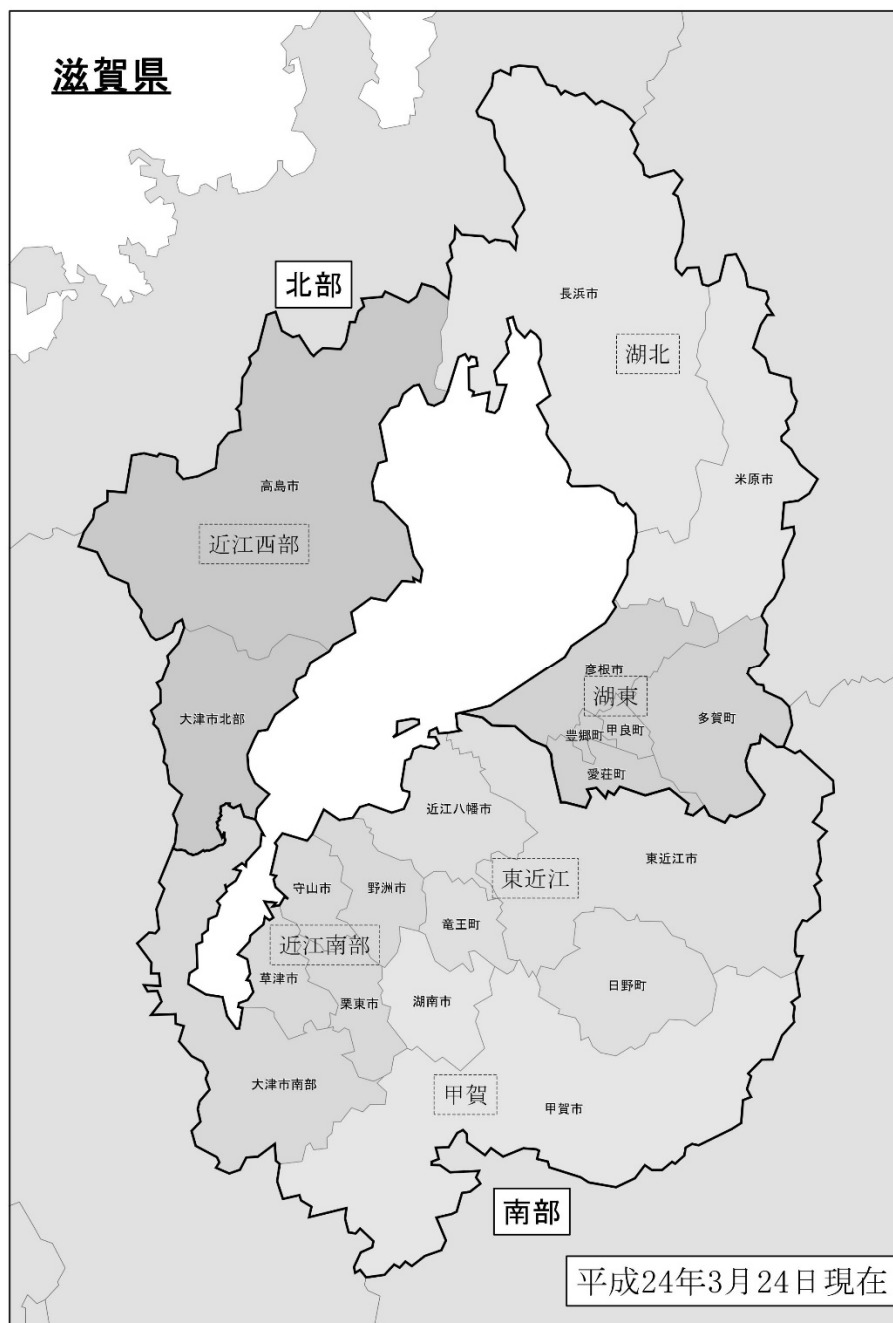 滋賀県
北部
長浜市
湖北
米原市
高島市
近江西部
彦根市
湖東
大津市北部
多賀町
豊郷町
甲良町
愛荘町
近江八幡市
東近江市
東近江
守山市
野洲市
竜王町
近江南部
草津市
日野町
栗東市
湖南市
大津市南部
甲賀
甲賀市
南部
平成24年3月24日現在